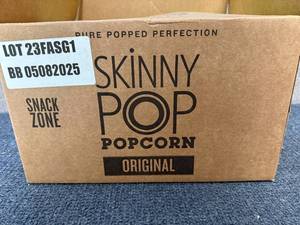 PURE POPPED PERFECTION
LOT 23FASG1
BB 05082025
SKiNNY
POP
POPCORN
SNACK
ZONE
ORIGINAL